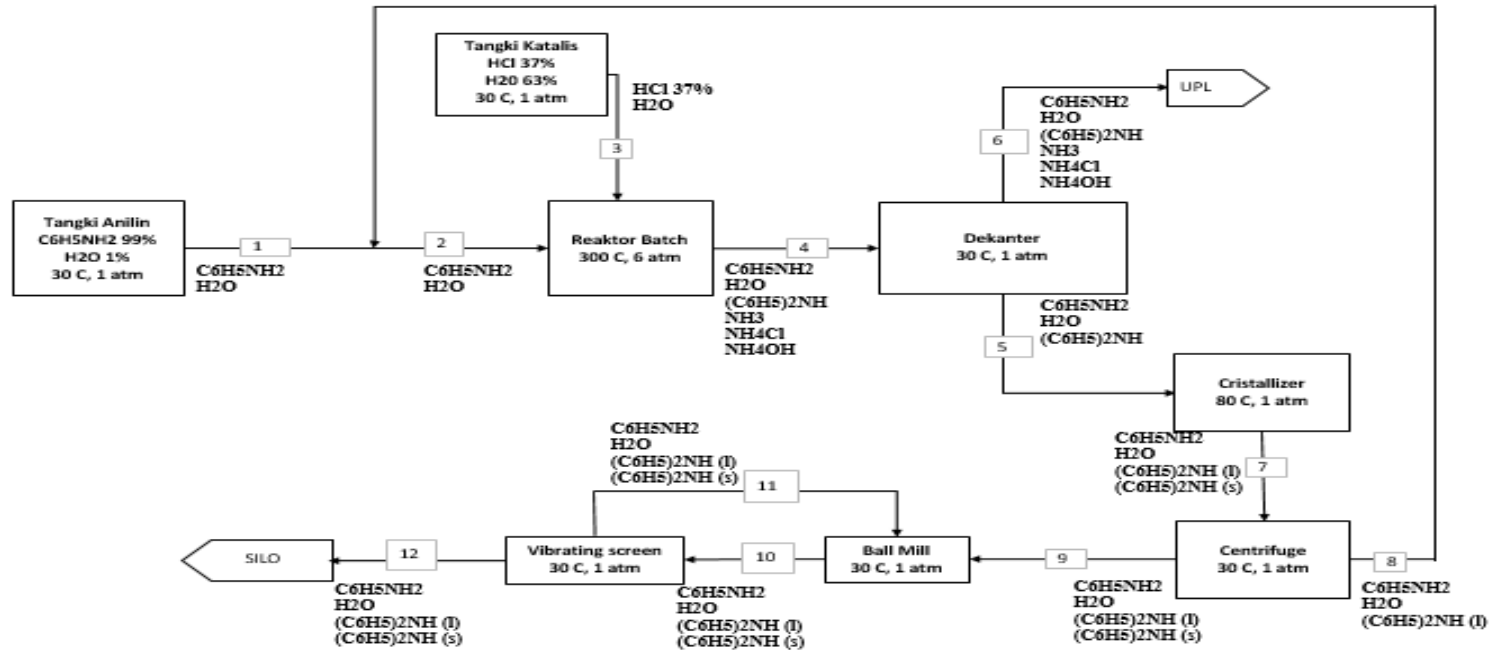 Tangki Katalis
HCl 37%
H20 63%
30 C, 1 atm
HCl 37%
H2O
3
C6H5NH2
H2O
(C6H5)2NH
NH3
NH4Cl
NH4OH
6
UPL
Tangki Anilin
C6H5NH2 99%
H2O 1%
30 C, 1 atm
1
C6H5NH2
H2O
2
C6H5NH2
H2O
Reaktor Batch
300 C, 6 atm
4
C6H5NH2
H2O
(C6H5)2NH
NH3
NH4Cl
NH4OH
Dekanter
30 C, 1 atm
C6H5NH2
H2O
(C6H5)2NH
5
Cristallizer
80 C, 1 atm
C6H5NH2
H2O
(C6H5)2NH (l)
(C6H5)2NH (s)
7
C6H5NH2
H2O
(C6H5)2NH (l)
(C6H5)2NH (s)
11
SILO
12
C6H5NH2
H2O
(C6H5)2NH (l)
(C6H5)2NH (s)
Vibrating screen
30 C, 1 atm
10
C6H5NH2
H2O
(C6H5)2NH (l)
(C6H5)2NH (s)
Ball Mill
30 C, 1 atm
9
C6H5NH2
H2O
(C6H5)2NH (l)
(C6H5)2NH (s)
Centrifuge
30 C, 1 atm
8
C6H5NH2
H2O
(C6H5)2NH (l)